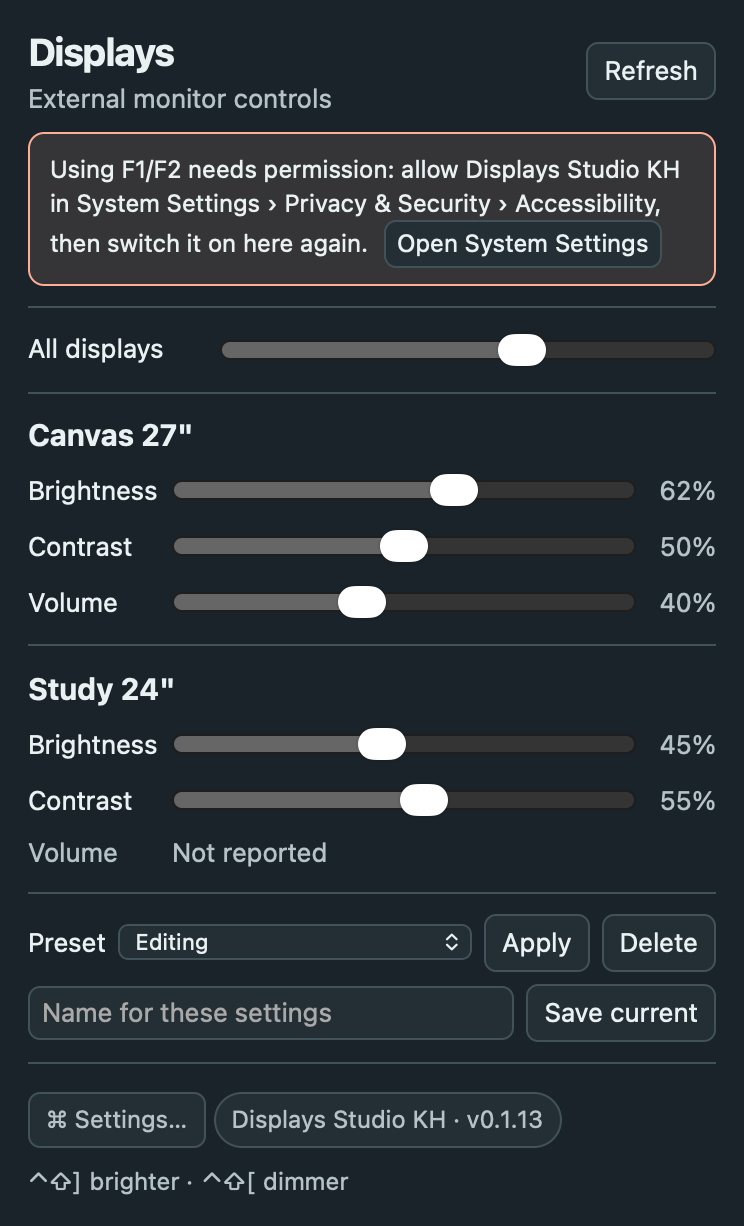 Displays
External monitor controls
Refresh
Using F1/F2 needs permission: allow Displays Studio KH
in System Settings › Privacy & Security › Accessibility,
then switch it on here again. Open System Settings
All displays
Canvas 27"
Brightness 62%
Contrast 50%
Volume 40%
Study 24"
Brightness 45%
Contrast 55%
Volume Not reported
Preset Editing Apply Delete
Name for these settings Save current
⌘ Settings... Displays Studio KH · v0.1.13
⌃⇧] brighter · ⌃⇧[ dimmer